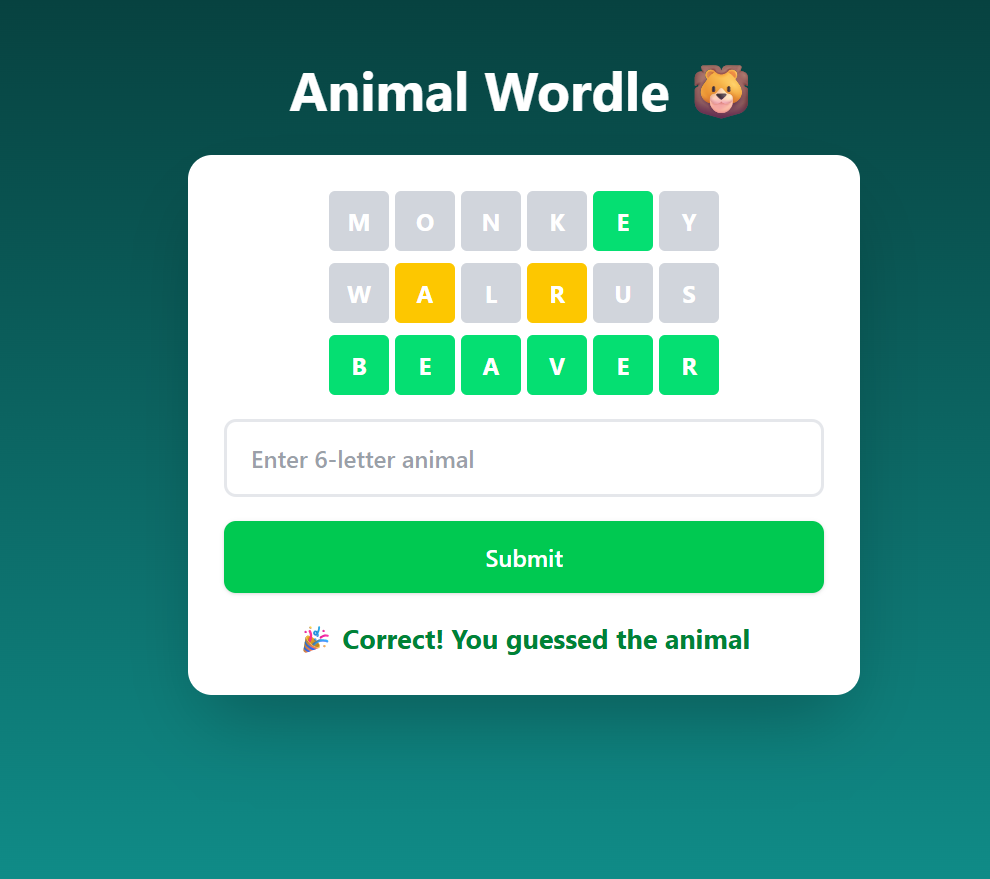 Animal Wordle 🦁
M O N K E Y
W A L R U S
B E A V E R
Enter 6-letter animal
Submit
🎉 Correct! You guessed the animal